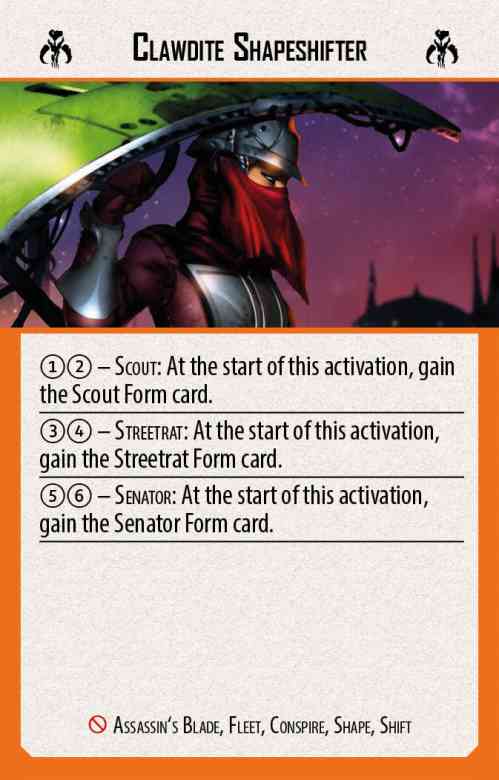 Clawdite Shapeshifter
①② – Scout: At the start of this activation, gain
the Scout Form card.
③④ – Streetrat: At the start of this activation,
gain the Streetrat Form card.
⑤⑥ – Senator: At the start of this activation,
gain the Senator Form card.
Assassin's Blade, Fleet, Conspire, Shape, Shift